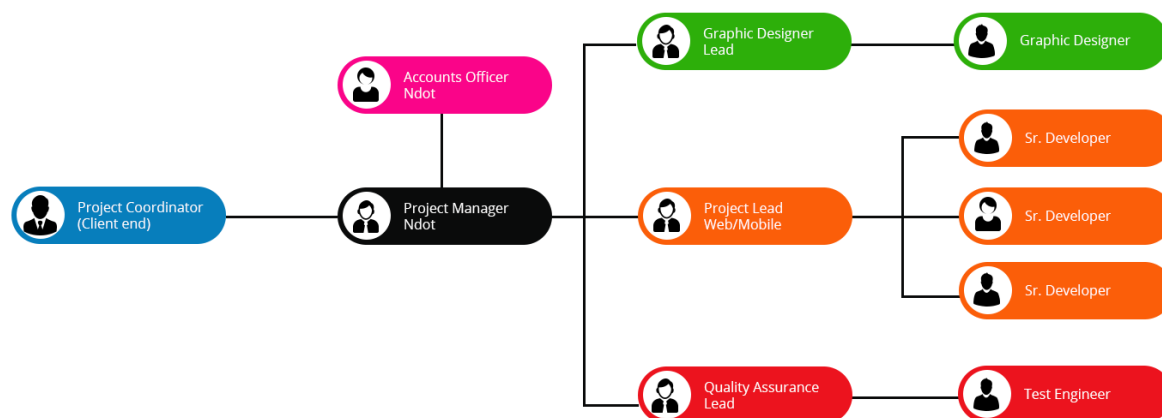 Graphic Designer
Lead
Graphic Designer
Accounts Officer
Ndot
Sr. Developer
Project Coordinator
(Client end)
Project Manager
Ndot
Project Lead
Web/Mobile
Sr. Developer
Sr. Developer
Quality Assurance
Lead
Test Engineer